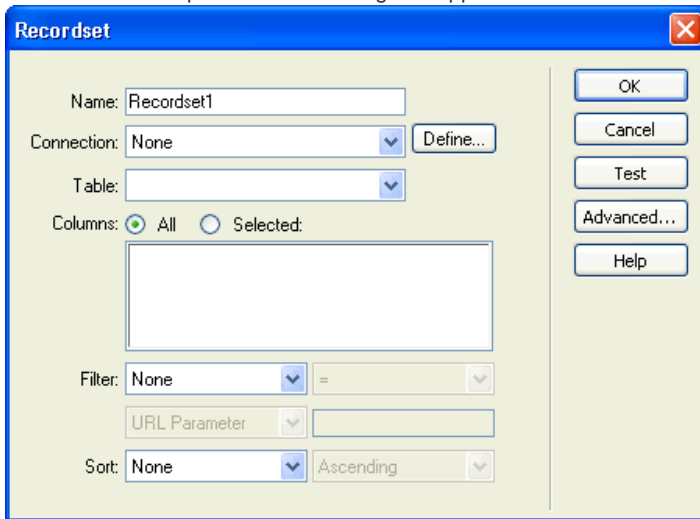 Recordset
Name: Recordset1
Connection: None Define...
Table:
Columns: All Selected:
Filter: None =
URL Parameter
Sort: None Ascending
OK
Cancel
Test
Advanced...
Help